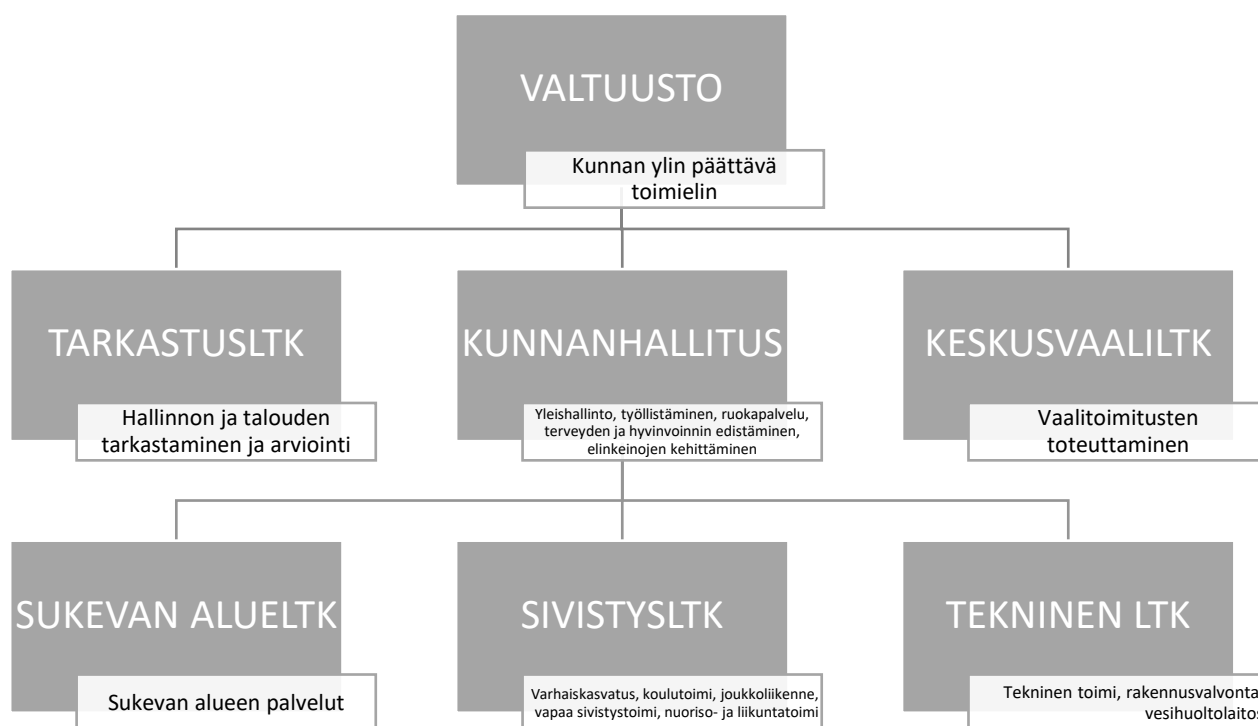 VALTUUSTO
Kunnan ylin päättävä
toimielin
TARKASTUSLTK
Hallinnon ja talouden
tarkastaminen ja arviointi
KUNNANHALLITUS
Yleishallinto, työllistäminen, ruokapalvelu,
terveyden ja hyvinvoinnin edistäminen,
elinkeinojen kehittäminen
KESKUSVAALILTK
Vaalitoimitusten
toteuttaminen
SUKEVAN ALUELTK
Sukevan alueen palvelut
SIVISTYSLTK
Varhaiskasvatus, koulutoimi, joukkoliikenne,
vapaa sivistystoimi, nuoriso- ja liikuntatoimi
TEKNINEN LTK
Tekninen toimi, rakennusvalvonta
vesihuoltolaitos